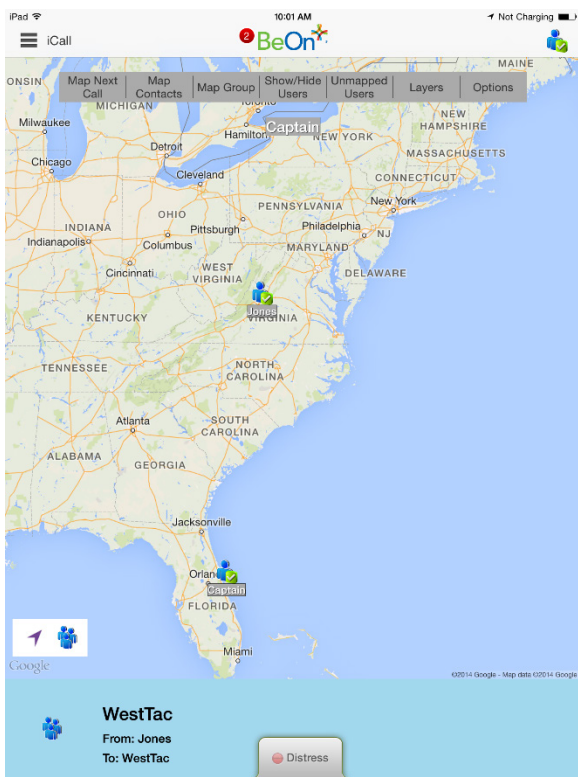 iPad 10:01 AM Not Charging
iCall 2 BeOn
Map Next Call
Map Contacts
Map Group
Show/Hide Users
Unmapped Users
Layers
Options
ONSIN
MAINE
MICHIGAN
Milwaukee
Toronto
Hamilton
Captain
NEW YORK
NEW HAMPSHIRE
Detroit
MASSACHUSETTS
Chicago
Cleveland
CONNECTICUT
PENNSYLVANIA
New York
OHIO
Pittsburgh
Philadelphia
NJ
INDIANA
Indianapolis
Columbus
MARYLAND
Cincinnati
WEST VIRGINIA
DELAWARE
Jones
KENTUCKY
VIRGINIA
TENNESSEE
NORTH CAROLINA
Atlanta
SOUTH CAROLINA
ALABAMA
GEORGIA
Jacksonville
Captain
FLORIDA
Miami
Google
©2014 Google - Map data ©2014 Google
WestTac
From: Jones
To: WestTac
Distress